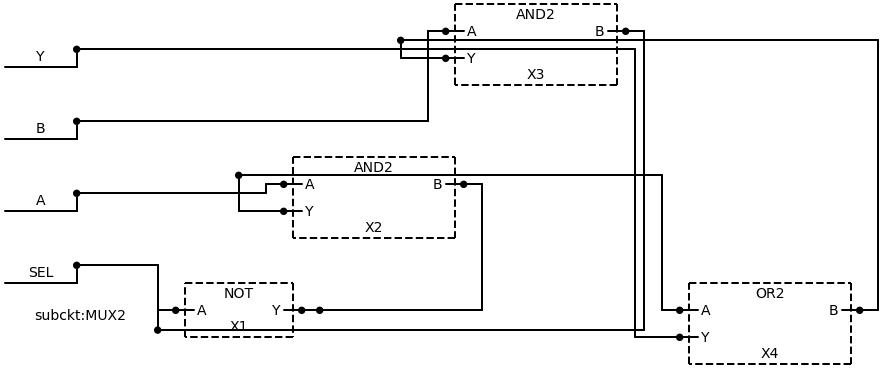 AND2
A B
Y
X3
Y
B
AND2
A B
Y
X2
A
SEL
NOT
A Y
X1
subckt:MUX2
OR2
A B
Y
X4